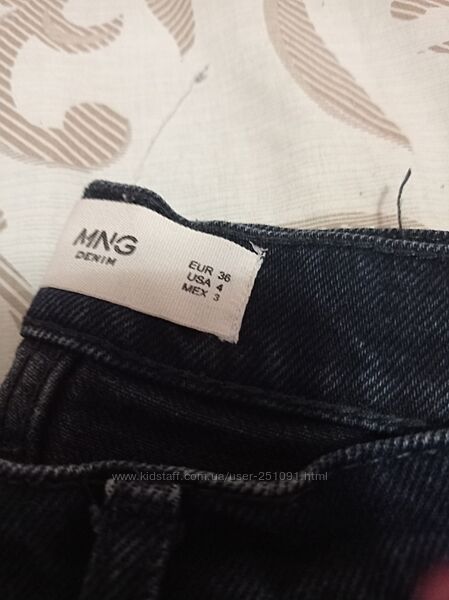 MNG
DENIM
EUR 36
USA 4
MEX 3
www.kidstaff.com.ua/user-251091.html